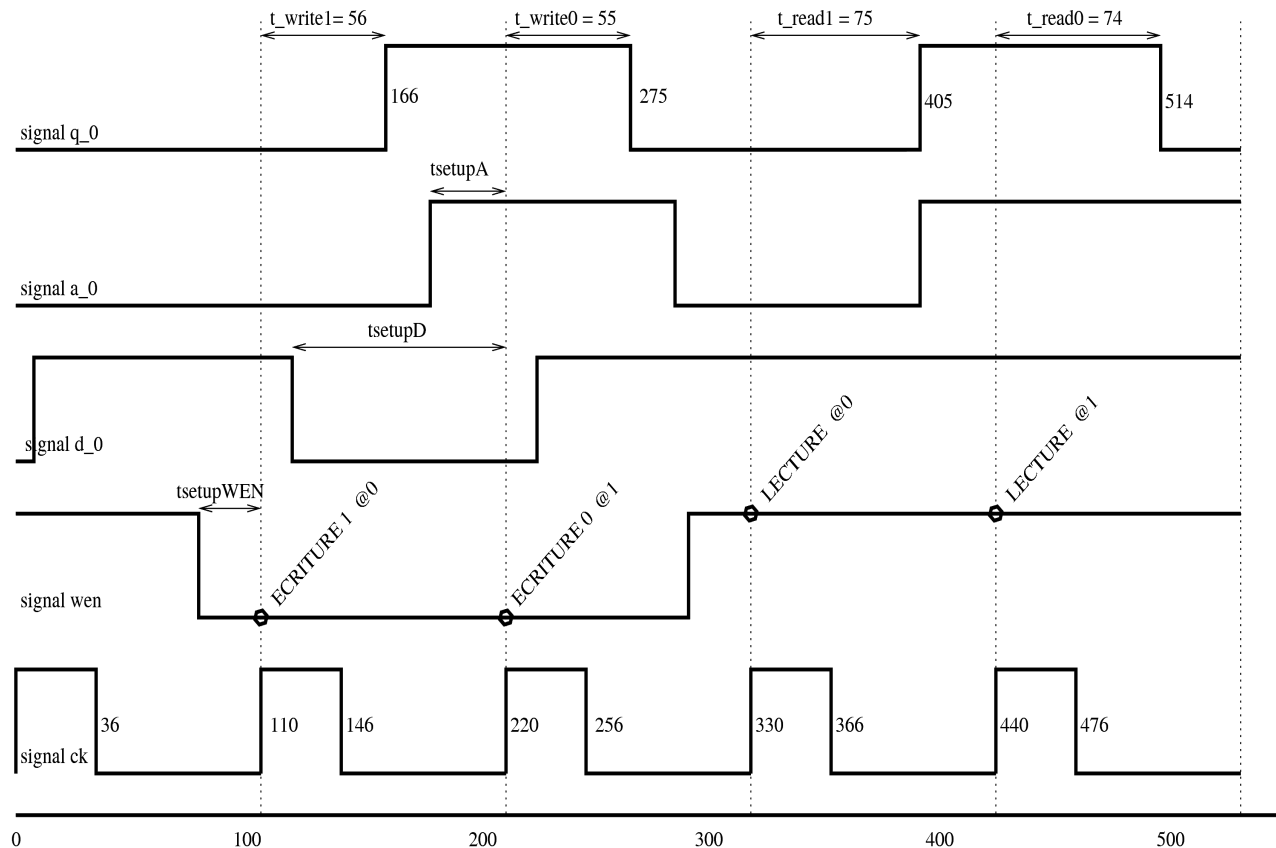 t_write1= 56
t_write0 = 55
t_read1 = 75
t_read0 = 74
166
275
405
514
signal q_0
tsetupA
signal a_0
tsetupD
signal d_0
tsetupWEN
ECRITURE 1 @0
ECRITURE 0 @1
LECTURE @0
LECTURE @1
signal wen
36
110
146
220
256
330
366
440
476
signal ck
0
100
200
300
400
500